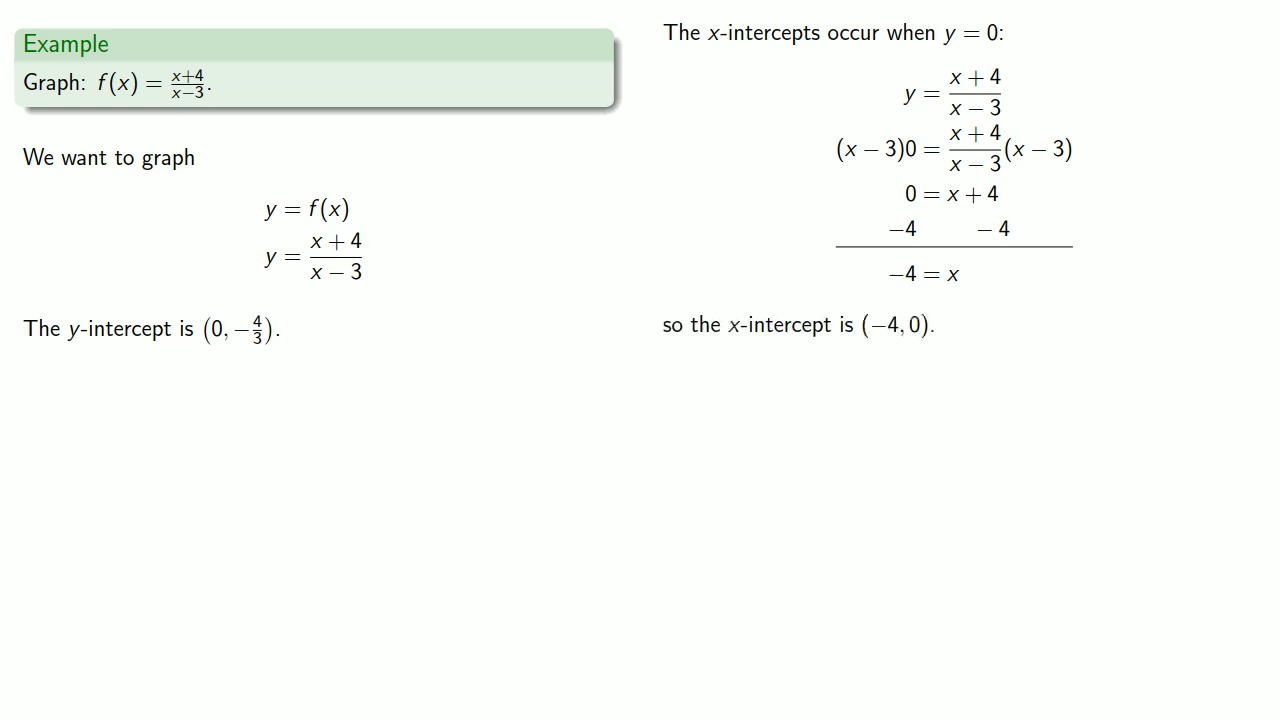 Example
Graph: f(x) = x+4/x−3.
We want to graph
y = f(x)
y = x + 4/x − 3
The y-intercept is (0, −4/3).
The x-intercepts occur when y = 0:
y = x + 4/x − 3
(x − 3)0 = x + 4/x − 3 (x − 3)
0 = x + 4
−4 − 4
−4 = x
so the x-intercept is (−4, 0).